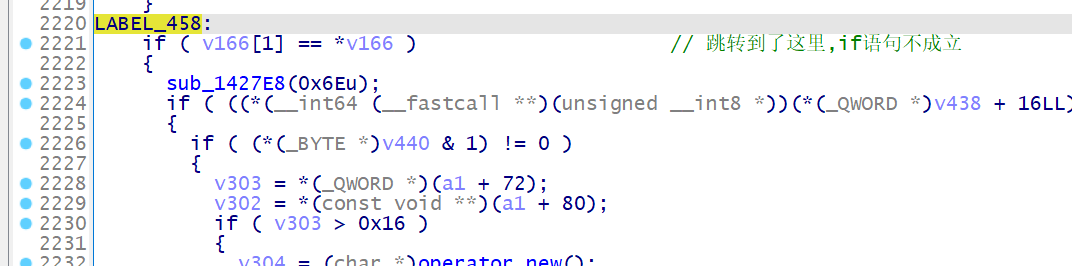 2219 }
2220 LABEL_458:
2221 if ( v166[1] == *v166 ) // 跳转到了这里,if语句不成立
2222 {
2223 sub_1427E8(0x6Eu);
2224 if ( ((*(__int64 (__fastcall **)(unsigned __int8 *))(*(_QWORD *)v438 + 16LL)
2225 {
2226 if ( (*(_BYTE *)v440 & 1) != 0 )
2227 {
2228 v303 = *(_QWORD *)(a1 + 72);
2229 v302 = *(const void **)(a1 + 80);
2230 if ( v303 > 0x16 )
2231 {
2232 v304 = (char *)operator new();